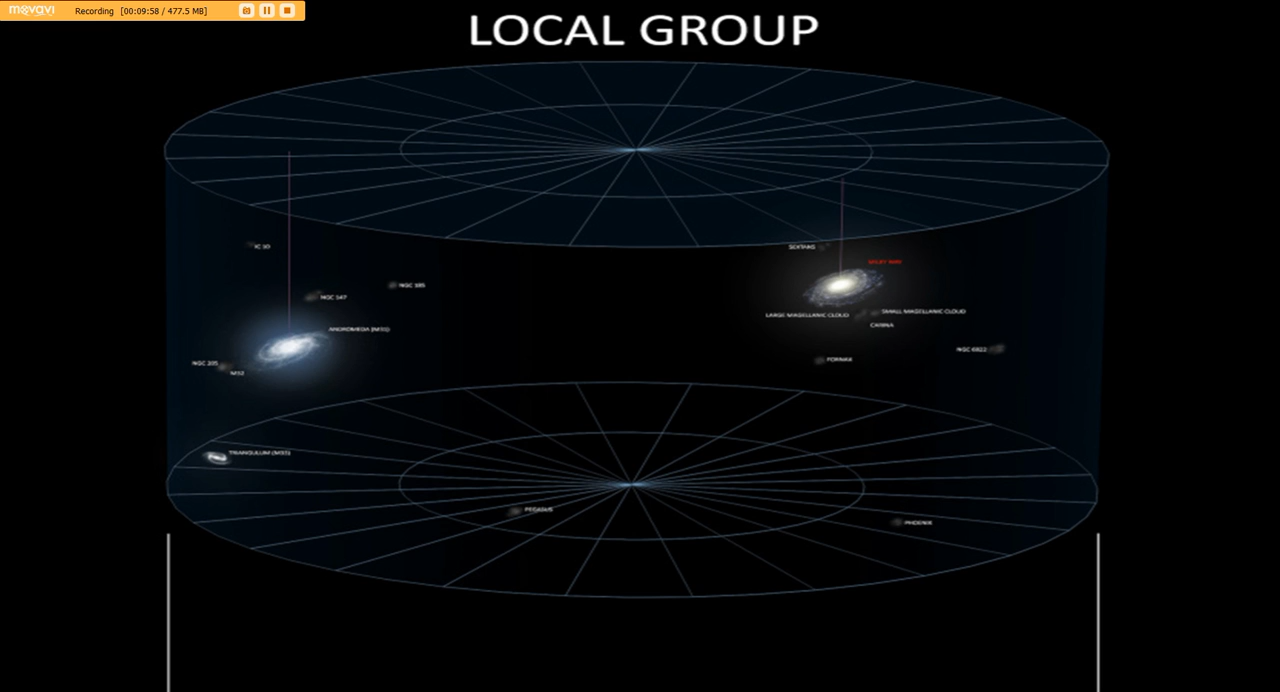 movavi Recording [00:09:58 / 477.5 MB]
LOCAL GROUP
IC 10
SEXTANS
MILKY WAY
NGC 185
NGC 147
LARGE MAGELLANIC CLOUD
SMALL MAGELLANIC CLOUD
CARINA
ANDROMEDA (M31)
NGC 6822
FORNAX
NGC 205
M32
TRIANGULUM (M33)
PEGASUS
PHOENIX